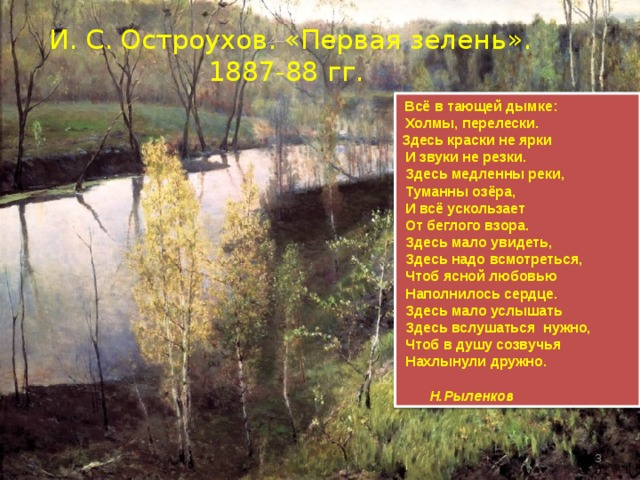 И. С. Остроухов. «Первая зелень».
1887-88 гг.
Всё в тающей дымке:
Холмы, перелески.
Здесь краски не ярки
И звуки не резки.
Здесь медленны реки,
Туманны озёра,
И всё ускользает
От беглого взора.
Здесь мало увидеть,
Здесь надо всмотреться,
Чтоб ясной любовью
Наполнилось сердце.
Здесь мало услышать
Здесь вслушаться нужно,
Чтоб в душу созвучья
Нахлынули дружно.
Н.Рыленков
3